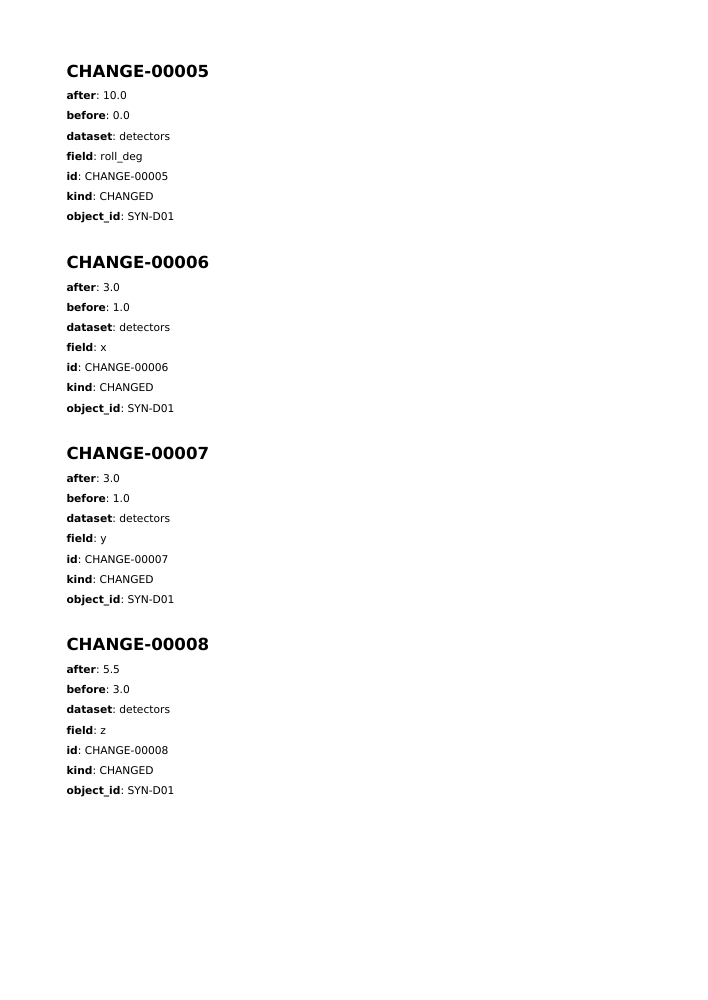 CHANGE-00005
after: 10.0
before: 0.0
dataset: detectors
field: roll_deg
id: CHANGE-00005
kind: CHANGED
object_id: SYN-D01
CHANGE-00006
after: 3.0
before: 1.0
dataset: detectors
field: x
id: CHANGE-00006
kind: CHANGED
object_id: SYN-D01
CHANGE-00007
after: 3.0
before: 1.0
dataset: detectors
field: y
id: CHANGE-00007
kind: CHANGED
object_id: SYN-D01
CHANGE-00008
after: 5.5
before: 3.0
dataset: detectors
field: z
id: CHANGE-00008
kind: CHANGED
object_id: SYN-D01